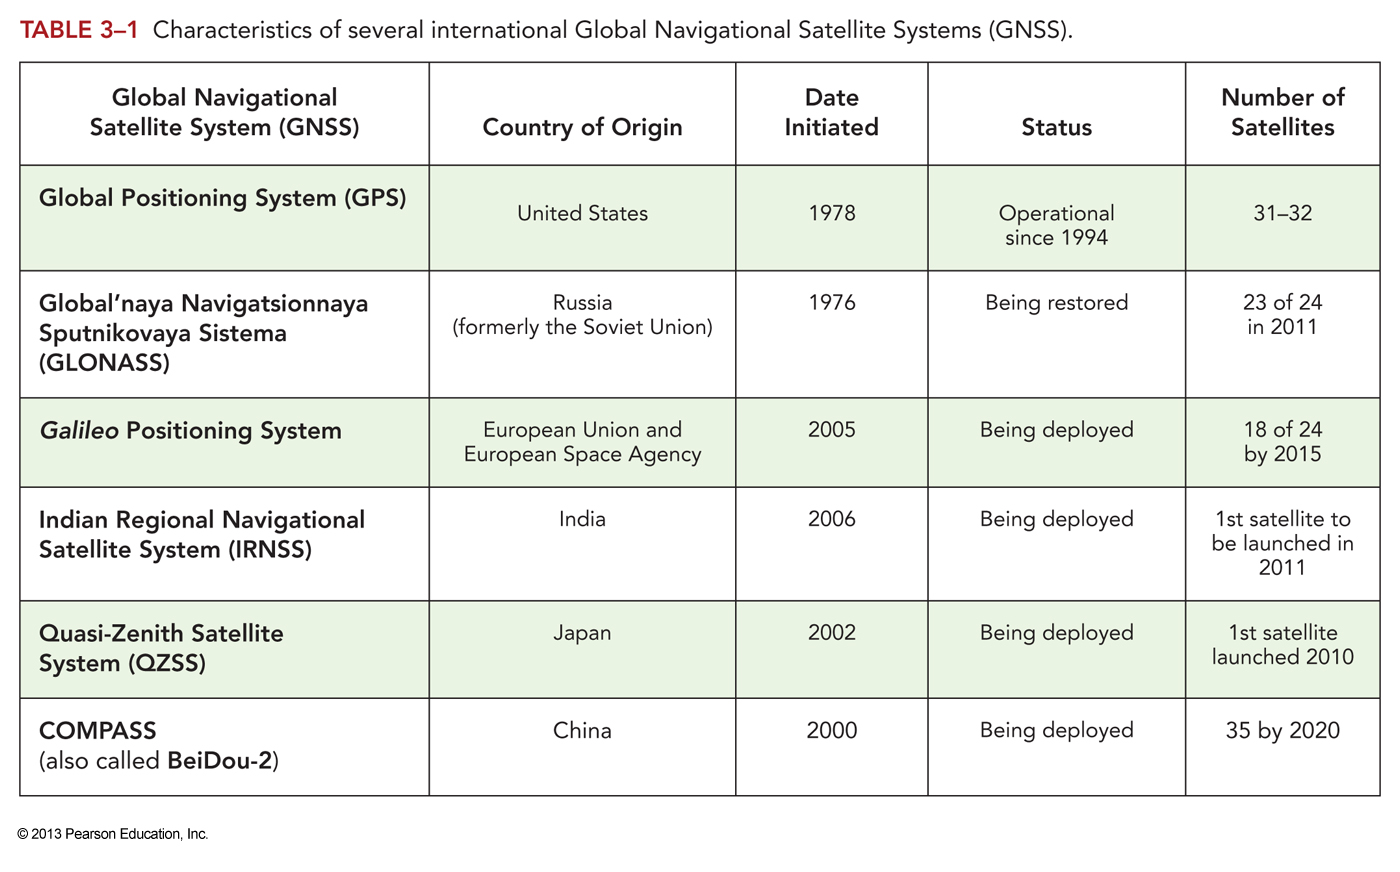 TABLE 3–1 Characteristics of several international Global Navigational Satellite Systems (GNSS).
Global Navigational
Satellite System (GNSS)
Country of Origin
Date
Initiated
Status
Number of
Satellites
Global Positioning System (GPS)
United States
1978
Operational
since 1994
31–32
Global’naya Navigatsionnaya
Sputnikovaya Sistema
(GLONASS)
Russia
(formerly the Soviet Union)
1976
Being restored
23 of 24
in 2011
Galileo Positioning System
European Union and
European Space Agency
2005
Being deployed
18 of 24
by 2015
Indian Regional Navigational
Satellite System (IRNSS)
India
2006
Being deployed
1st satellite to
be launched in
2011
Quasi-Zenith Satellite
System (QZSS)
Japan
2002
Being deployed
1st satellite
launched 2010
COMPASS
(also called BeiDou-2)
China
2000
Being deployed
35 by 2020
© 2013 Pearson Education, Inc.